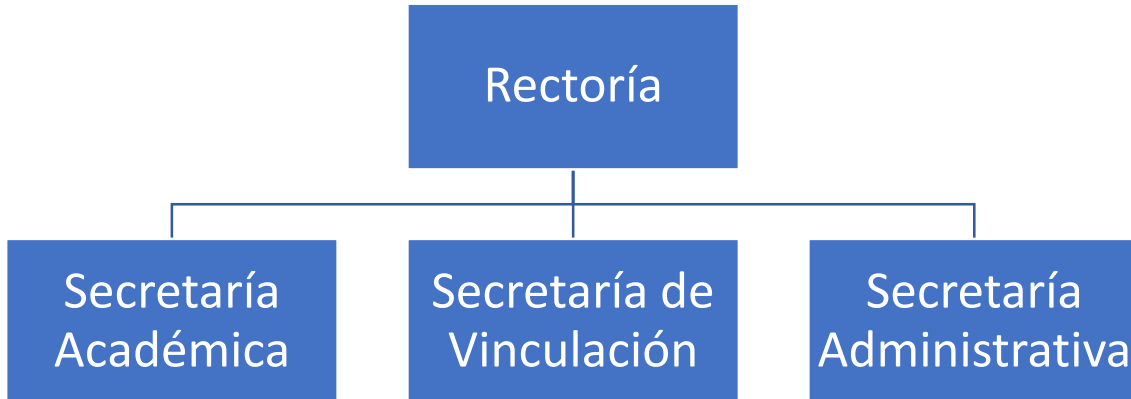 Rectoría
Secretaría
Académica
Secretaría de
Vinculación
Secretaría
Administrativa